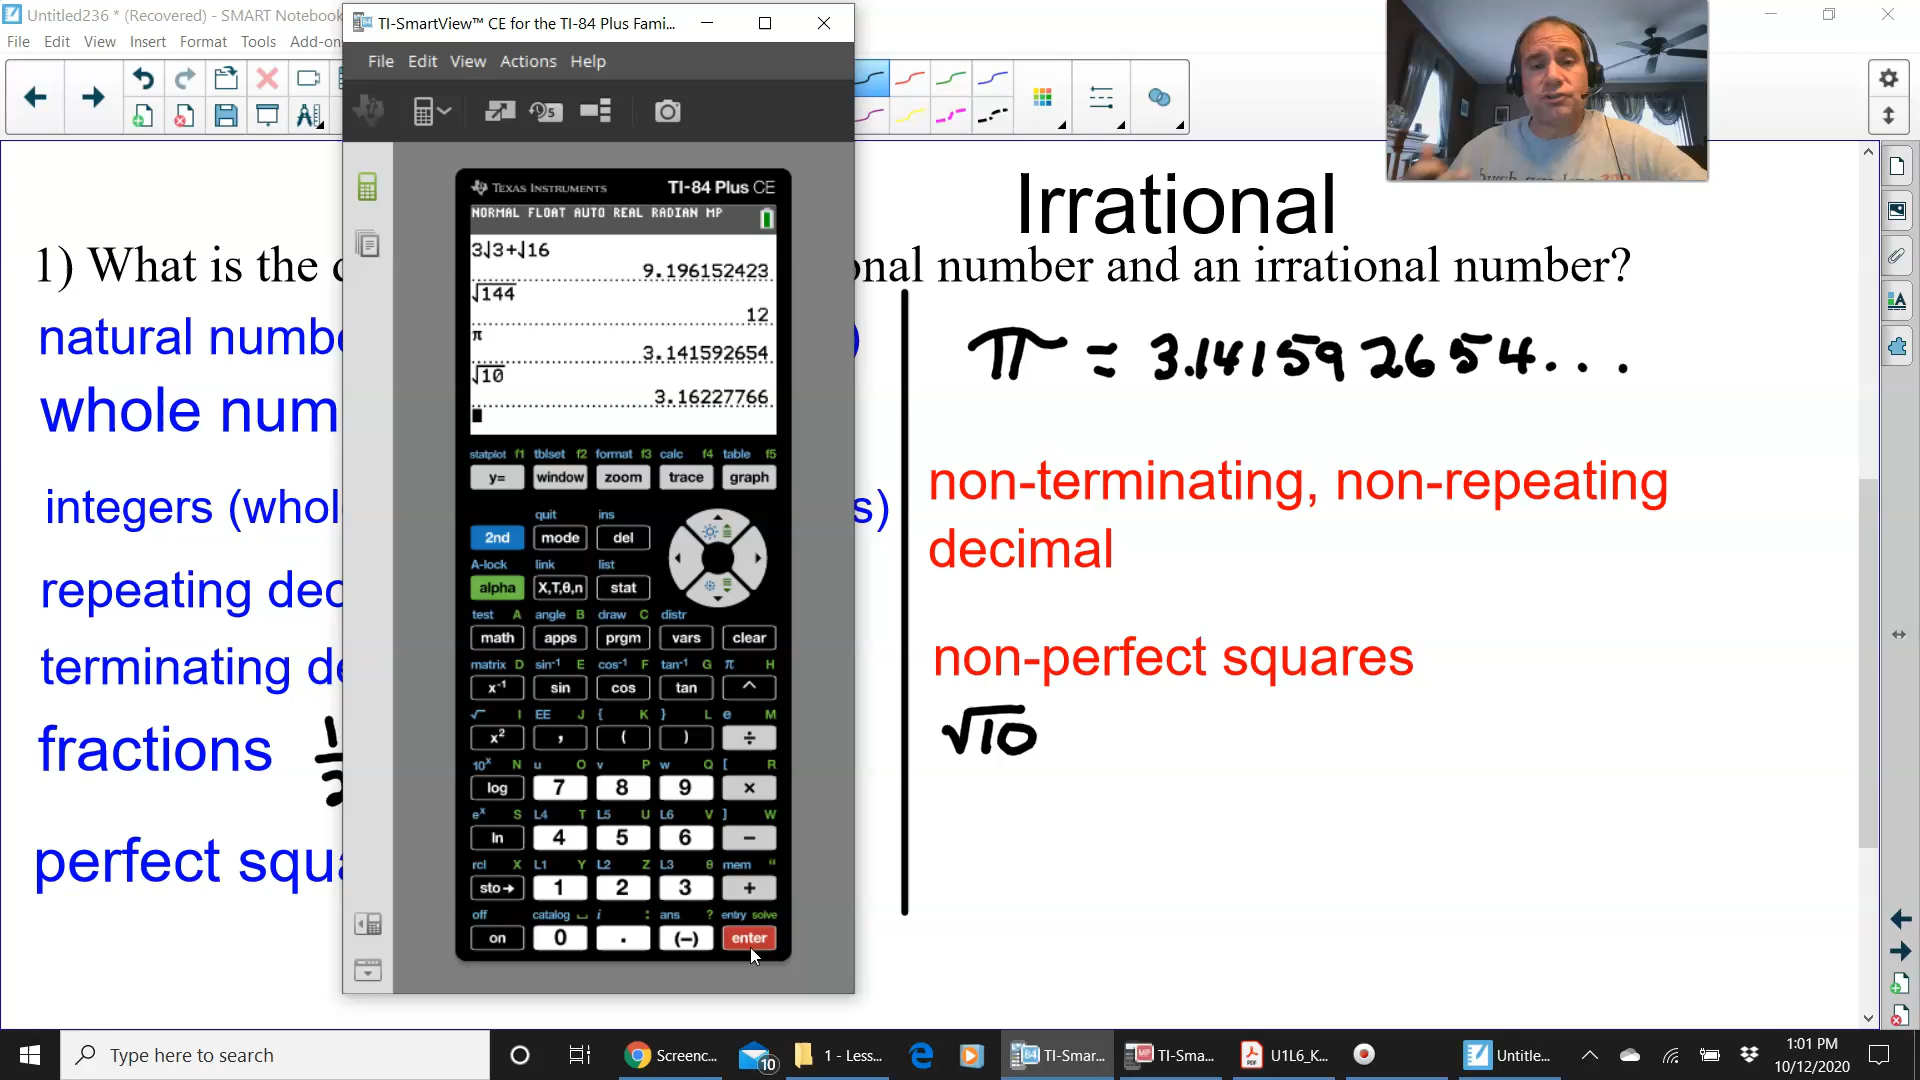 Untitled236 * (Recovered) - SMART Notebook
File Edit View Insert Format Tools Add-ons
TI-SmartView™ CE for the TI-84 Plus Fami...
File Edit View Actions Help
TEXAS INSTRUMENTS TI-84 Plus CE
NORMAL FLOAT AUTO REAL RADIAN MP
3√3+√16
9.196152423
√144
12
π
3.141592654
√10
3.16227766
statplot f1 tblset f2 format f3 calc f4 table f5
y= window zoom trace graph
quit ins
2nd mode del
A-lock link list
alpha X,T,θ,n stat
test A angle B draw C distr
math apps prgm vars clear
matrix D sin-1 E cos-1 F tan-1 G π H
x-1 sin cos tan ^
√ I EE J { K } L e M
x² , ( ) ÷
10x N u O v P w Q [ R
log 7 8 9 ×
ex S L4 T L5 U L6 V ] W
ln 4 5 6 −
rcl X L1 Y L2 Z L3 θ mem "
sto→ 1 2 3 +
off catalog i : ans ? entry solve
on 0 . (−) enter
Irrational
1) What is the onal number and an irrational number?
natural numb )
whole num
integers (whol s)
repeating dec
terminating de
fractions 1/2
perfect squ
π = 3.141592654...
non-terminating, non-repeating
decimal
non-perfect squares
√10
Type here to search
10
Screenc...
1 - Less...
TI-Smar...
TI-Sma...
U1L6_K...
Untitle...
1:01 PM
10/12/2020